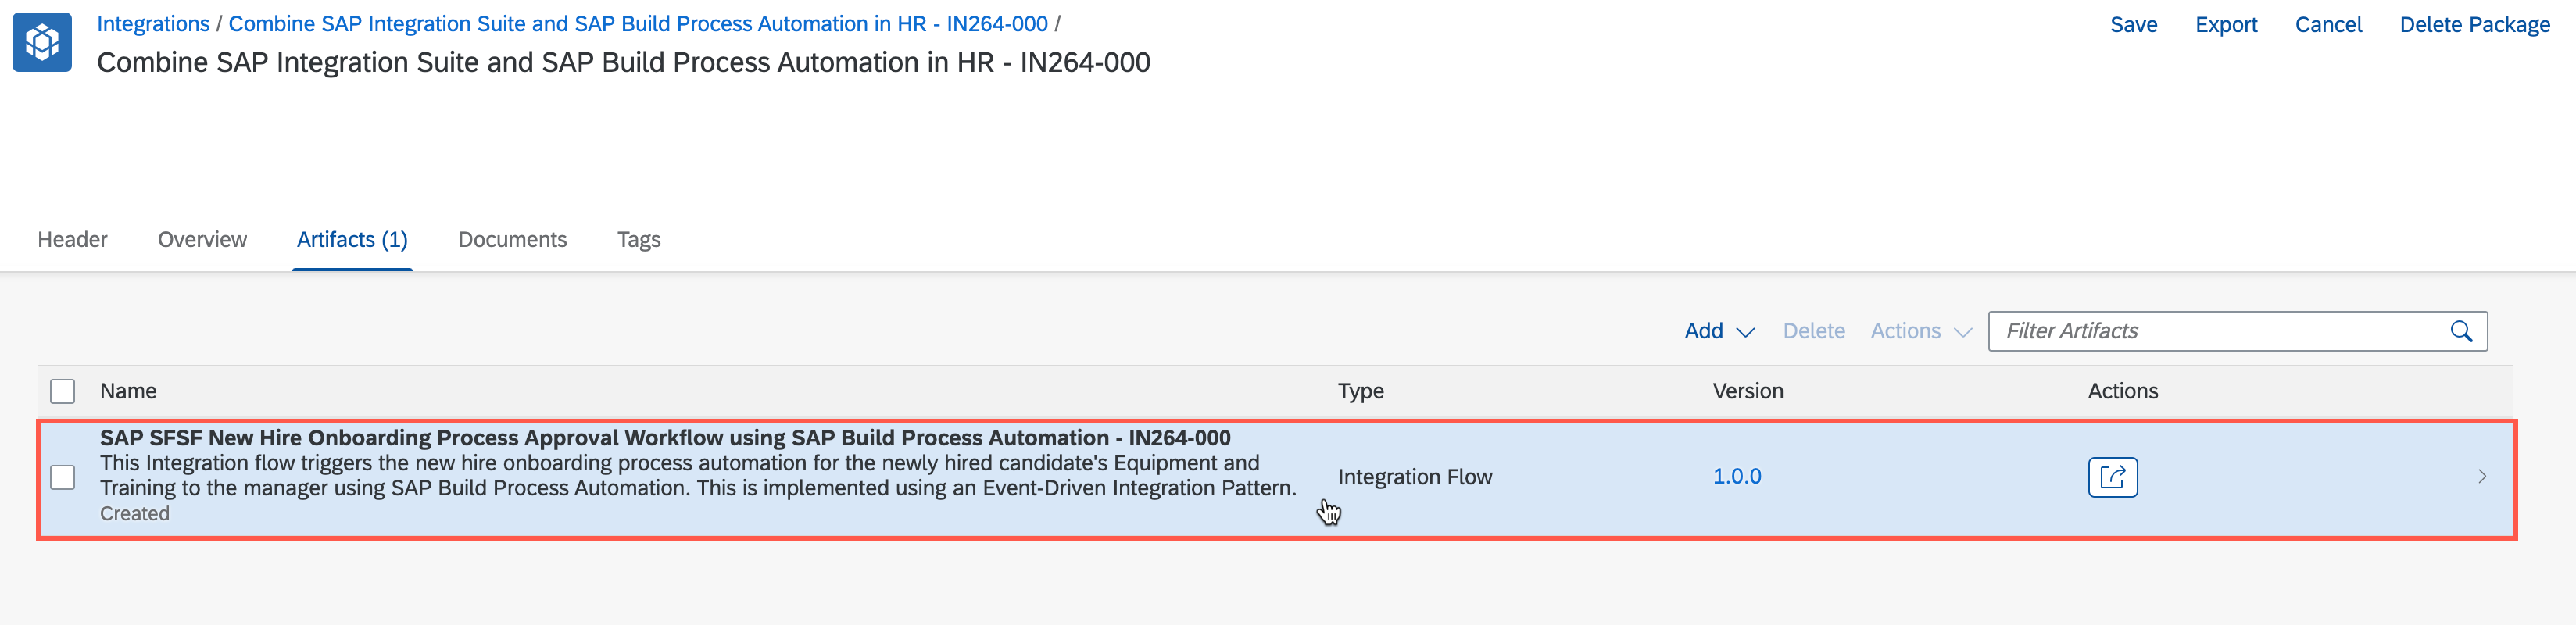 Integrations / Combine SAP Integration Suite and SAP Build Process Automation in HR - IN264-000 /
Save Export Cancel Delete Package
Combine SAP Integration Suite and SAP Build Process Automation in HR - IN264-000
Header Overview Artifacts (1) Documents Tags
Add Delete Actions Filter Artifacts
Name Type Version Actions
SAP SFSF New Hire Onboarding Process Approval Workflow using SAP Build Process Automation - IN264-000
This Integration flow triggers the new hire onboarding process automation for the newly hired candidate's Equipment and
Training to the manager using SAP Build Process Automation. This is implemented using an Event-Driven Integration Pattern.
Created
Integration Flow 1.0.0